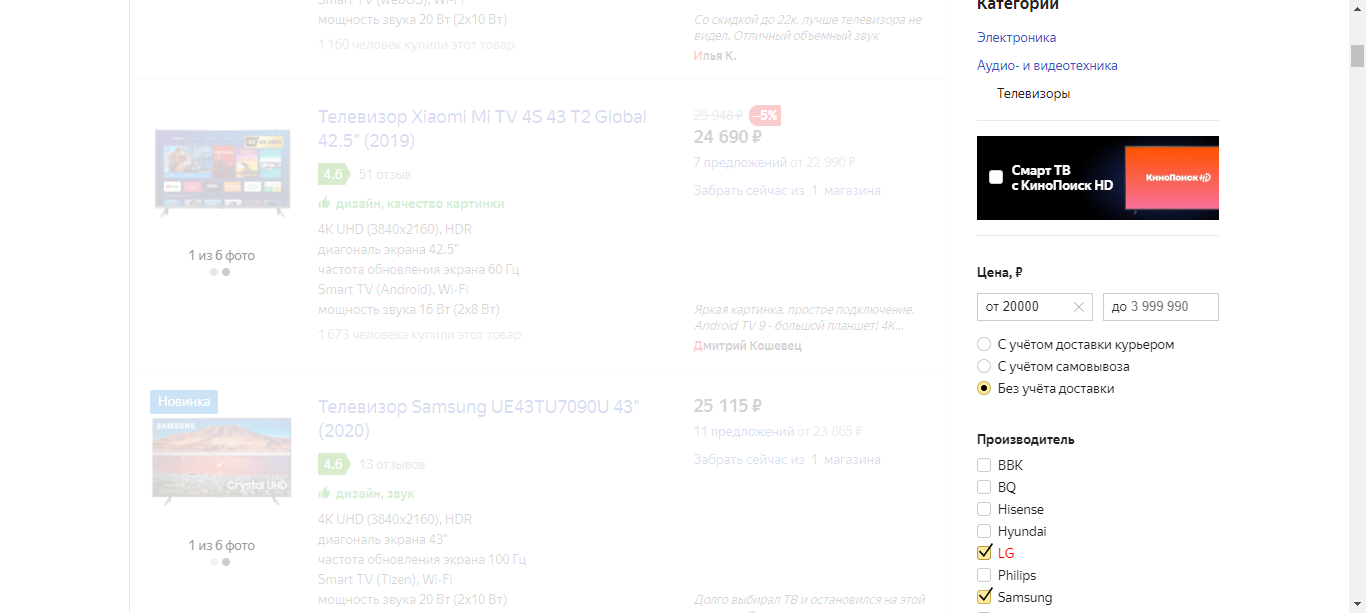 Smart TV (webOS), Wi-Fi
мощность звука 20 Вт (2x10 Вт)
1 160 человек купили этот товар
Со скидкой до 22к, лучше телевизора не
видел. Отличный объемный звук
Илья К.
Телевизор Xiaomi Mi TV 4S 43 T2 Global
42.5" (2019)
4.6 51 отзыв
дизайн, качество картинки
4K UHD (3840x2160), HDR
диагональ экрана 42.5"
частота обновления экрана 60 Гц
Smart TV (Android), Wi-Fi
мощность звука 16 Вт (2x8 Вт)
1 673 человека купили этот товар
1 из 6 фото
25 948 ₽ –5%
24 690 ₽
7 предложений от 22 990 ₽
Забрать сейчас из 1 магазина
Яркая картинка, простое подключение.
Android TV 9 - большой планшет! 4K...
Дмитрий Кошевец
Новинка
SAMSUNG
Crystal UHD
1 из 6 фото
Телевизор Samsung UE43TU7090U 43"
(2020)
4.6 13 отзывов
дизайн, звук
4K UHD (3840x2160), HDR
диагональ экрана 43"
частота обновления экрана 100 Гц
Smart TV (Tizen), Wi-Fi
мощность звука 20 Вт (2x10 Вт)
25 115 ₽
11 предложений от 23 865 ₽
Забрать сейчас из 1 магазина
Долго выбирал ТВ и остановился на этой
Категории
Электроника
Аудио- и видеотехника
Телевизоры
Смарт ТВ
с КиноПоиск HD
КиноПоиск HD
Цена, ₽
от 20000
до 3 999 990
С учётом доставки курьером
С учётом самовывоза
Без учёта доставки
Производитель
BBK
BQ
Hisense
Hyundai
LG
Philips
Samsung